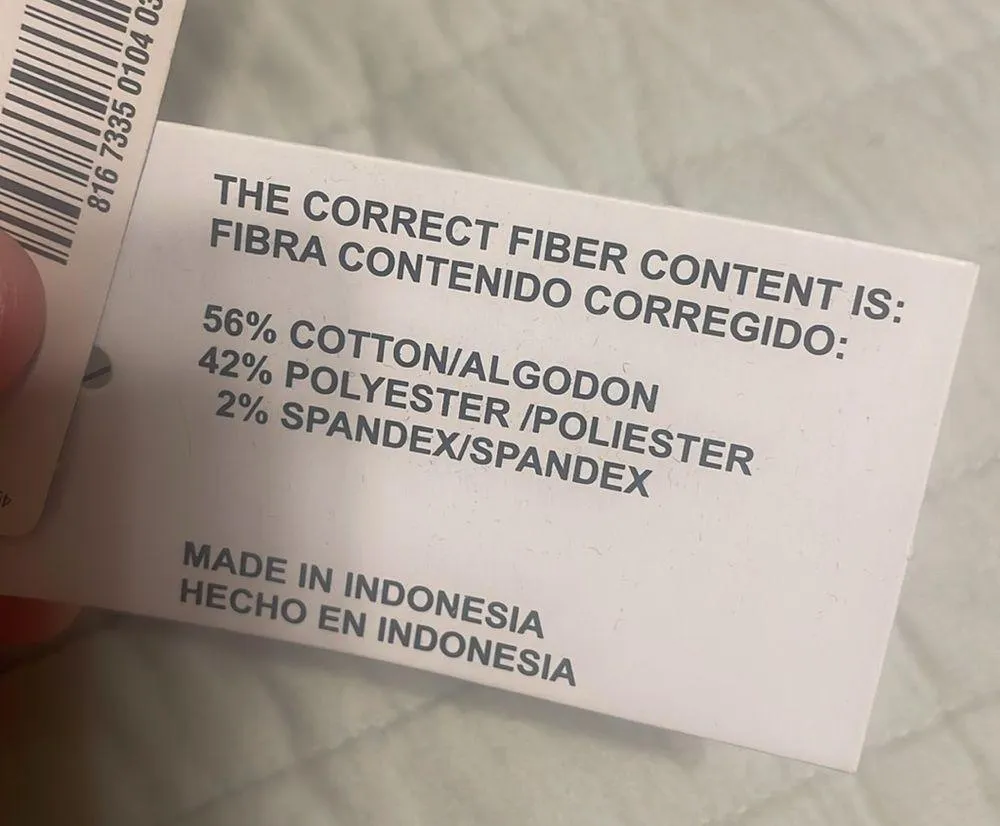 816 7335 0104
THE CORRECT FIBER CONTENT IS:
FIBRA CONTENIDO CORREGIDO:
56% COTTON/ALGODON
42% POLYESTER /POLIESTER
2% SPANDEX/SPANDEX
MADE IN INDONESIA
HECHO EN INDONESIA